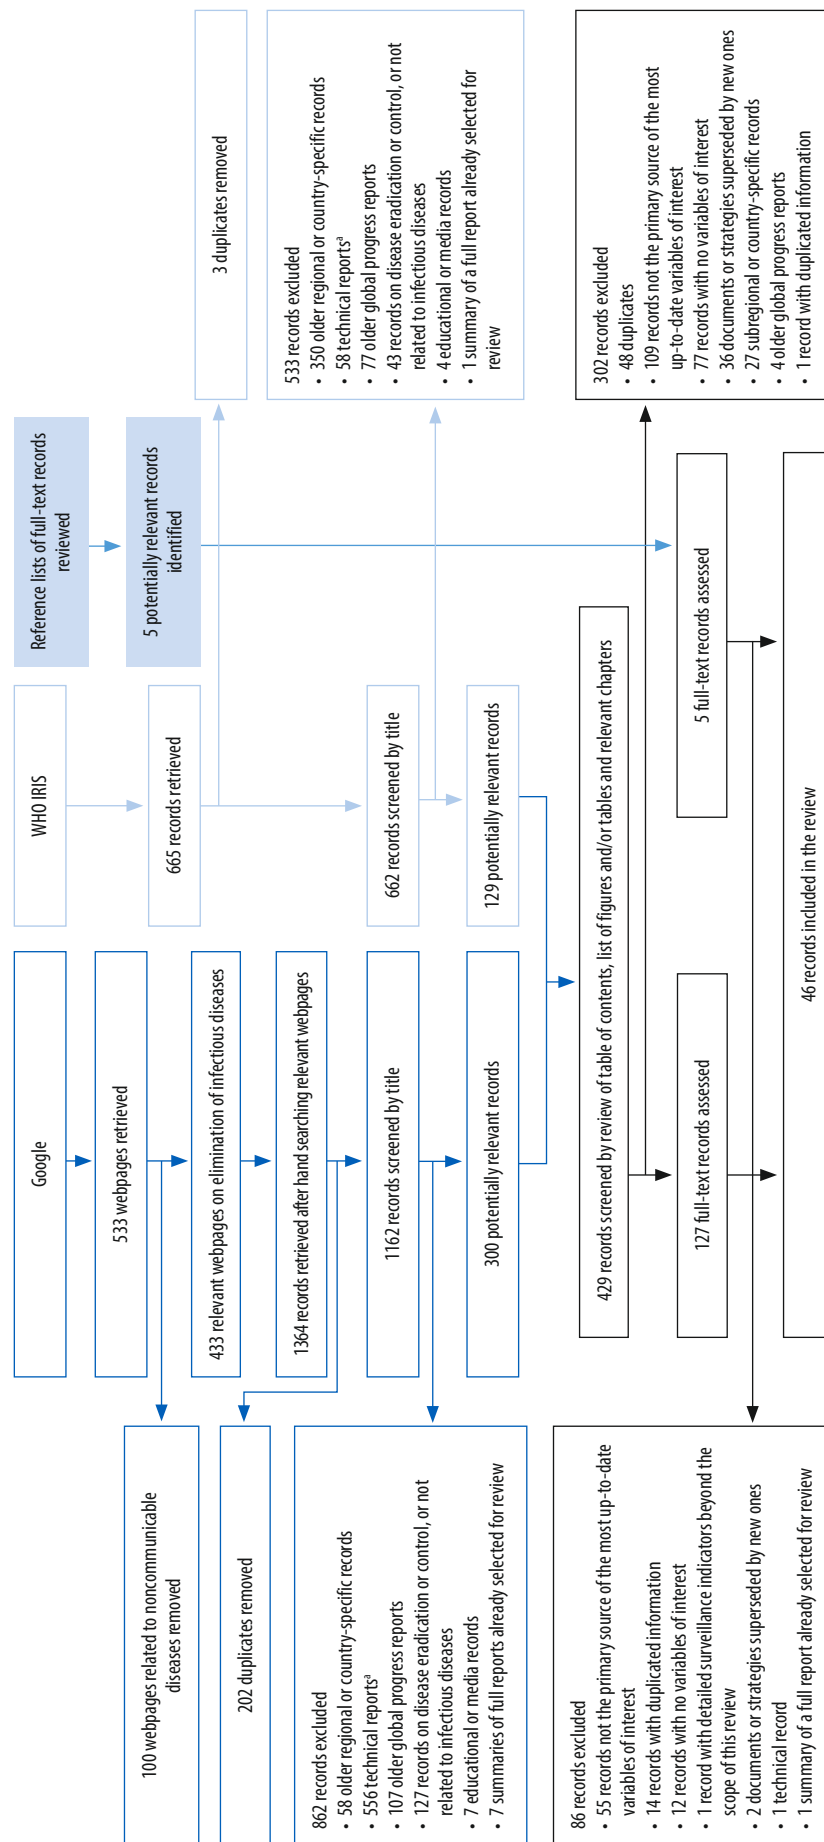 Google
WHO IRIS
Reference lists of full-text records
reviewed
533 webpages retrieved
665 records retrieved
5 potentially relevant records
identified
100 webpages related to noncommunicable
diseases removed
3 duplicates removed
433 relevant webpages on elimination of infectious diseases
1364 records retrieved after hand searching relevant webpages
202 duplicates removed
1162 records screened by title
662 records screened by title
862 records excluded
• 58 older regional or country-specific records
• 556 technical reportsª
• 107 older global progress reports
• 127 records on disease eradication or control, or not
related to infectious diseases
• 7 educational or media records
• 7 summaries of full reports already selected for review
533 records excluded
• 350 older regional or country-specific records
• 58 technical reportsª
• 77 older global progress reports
• 43 records on disease eradication or control, or not
related to infectious diseases
• 4 educational or media records
• 1 summary of a full report already selected for
review
300 potentially relevant records
129 potentially relevant records
429 records screened by review of table of contents, list of figures and/or tables and relevant chapters
302 records excluded
• 48 duplicates
• 109 records not the primary source of the most
up-to-date variables of interest
• 77 records with no variables of interest
• 36 documents or strategies superseded by new ones
• 27 subregional or country-specific records
• 4 older global progress reports
• 1 record with duplicated information
127 full-text records assessed
5 full-text records assessed
86 records excluded
• 55 records not the primary source of the most up-to-date
variables of interest
• 14 records with duplicated information
• 12 records with no variables of interest
• 1 record with detailed surveillance indicators beyond the
scope of this review
• 2 documents or strategies superseded by new ones
• 1 technical record
• 1 summary of a full report already selected for review
46 records included in the review